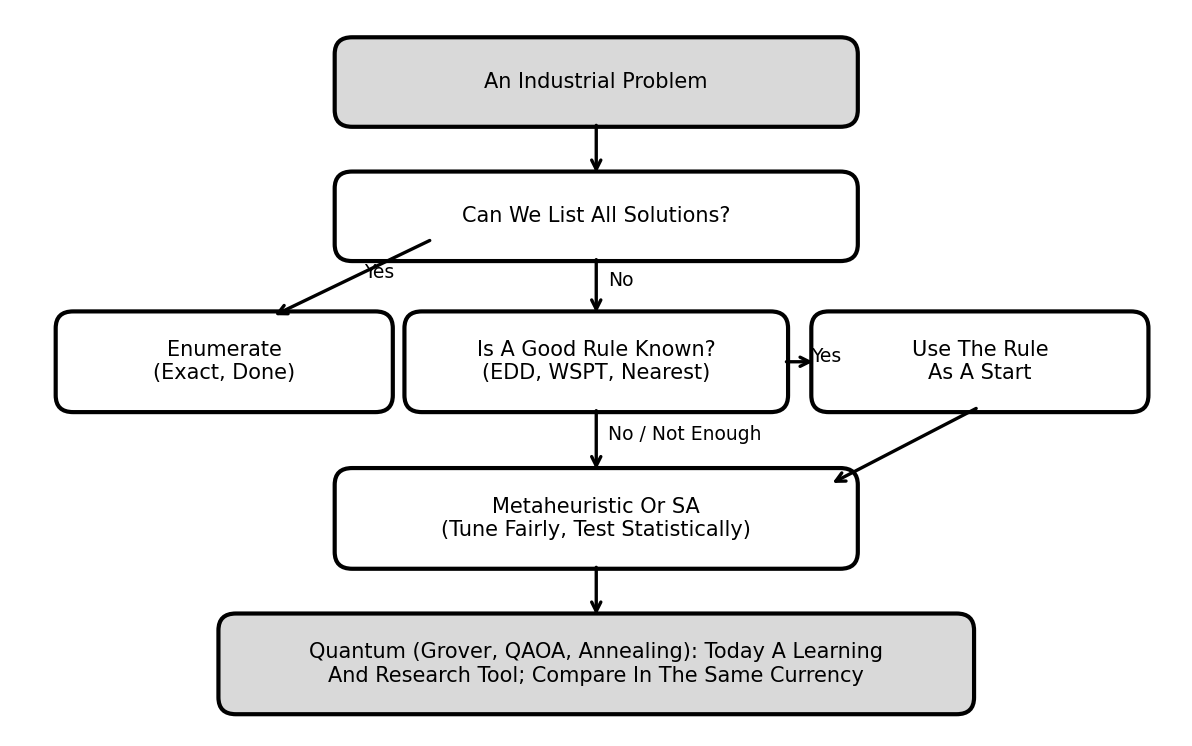 An Industrial Problem
Can We List All Solutions?
Yes
No
Enumerate
(Exact, Done)
Is A Good Rule Known?
(EDD, WSPT, Nearest)
Yes
Use The Rule
As A Start
No / Not Enough
Metaheuristic Or SA
(Tune Fairly, Test Statistically)
Quantum (Grover, QAOA, Annealing): Today A Learning
And Research Tool; Compare In The Same Currency